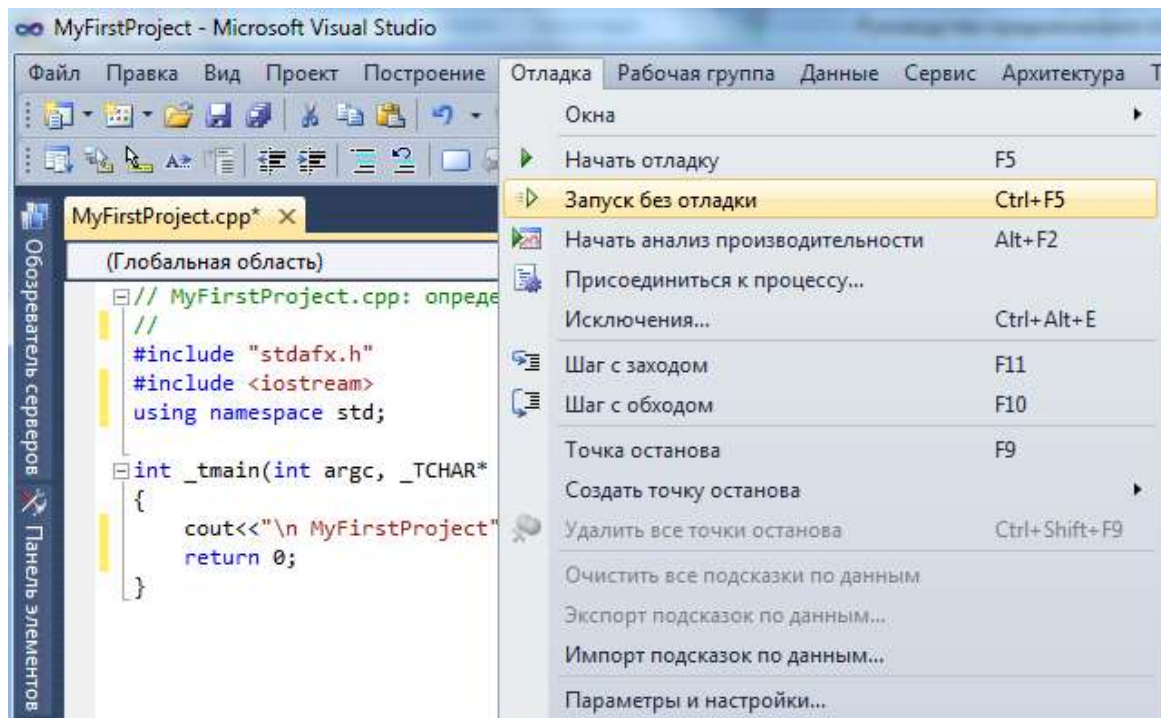 MyFirstProject - Microsoft Visual Studio
Файл Правка Вид Проект Построение Отладка Рабочая группа Данные Сервис Архитектура
Окна
Начать отладку F5
Запуск без отладки Ctrl+F5
Начать анализ производительности Alt+F2
Присоединиться к процессу...
Исключения... Ctrl+Alt+E
Шаг с заходом F11
Шаг с обходом F10
Точка останова F9
Создать точку останова
Удалить все точки останова Ctrl+Shift+F9
Очистить все подсказки по данным
Экспорт подсказок по данным...
Импорт подсказок по данным...
Параметры и настройки...
Обозреватель серверов
Панель элементов
MyFirstProject.cpp*
(Глобальная область)
// MyFirstProject.cpp: опреде
//
#include "stdafx.h"
#include <iostream>
using namespace std;
int _tmain(int argc, _TCHAR*
{
cout<<"\n MyFirstProject"
return 0;
}